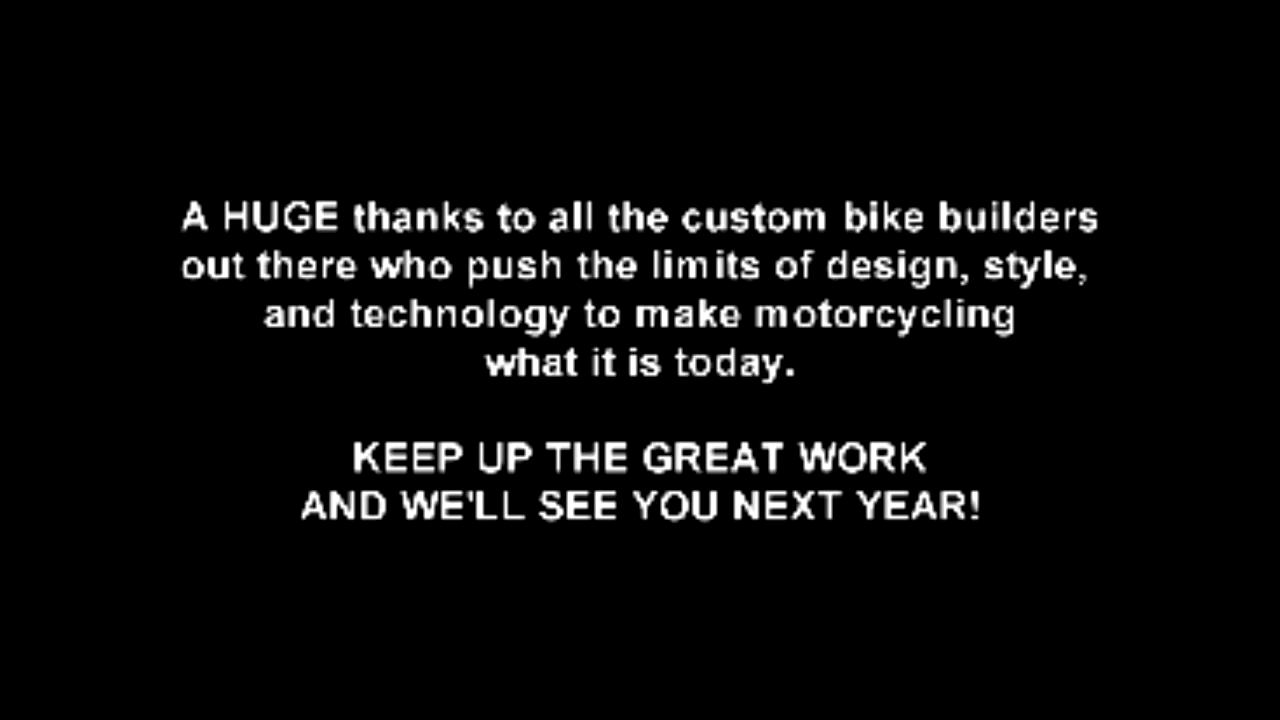 A HUGE thanks to all the custom bike builders
out there who push the limits of design, style,
and technology to make motorcycling
what it is today.
KEEP UP THE GREAT WORK
AND WE'LL SEE YOU NEXT YEAR!